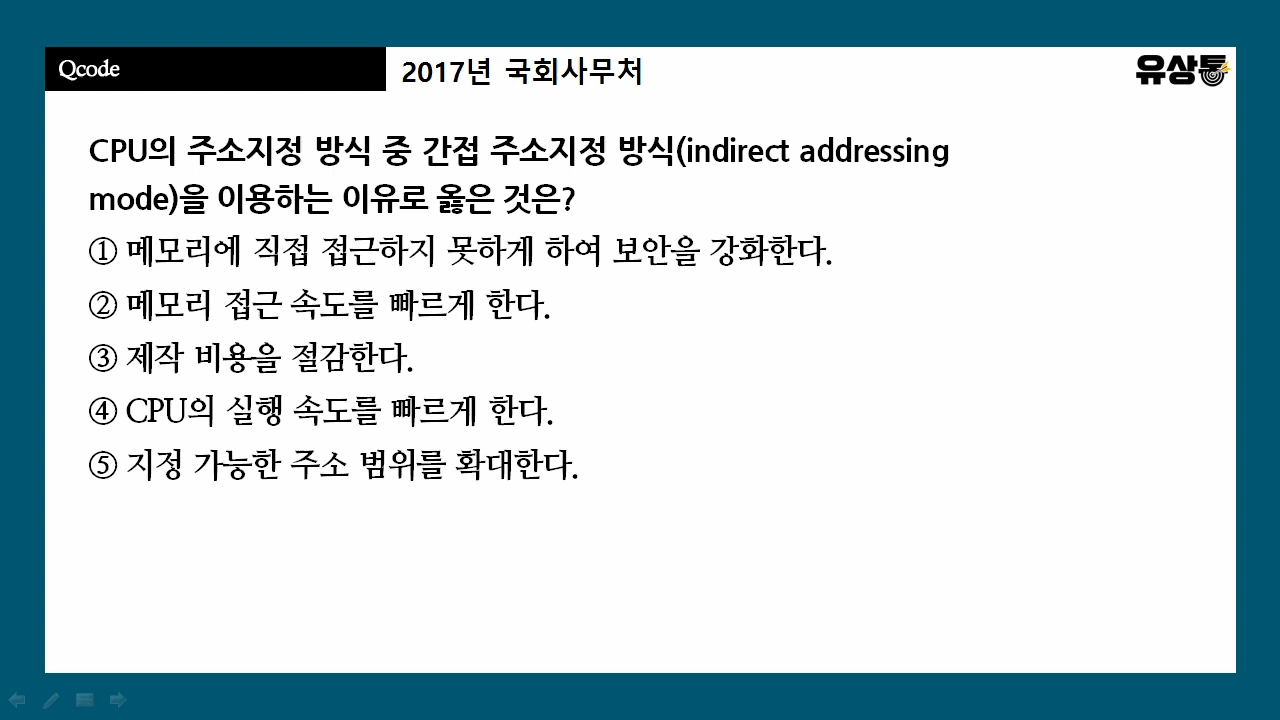 Qcode
2017년 국회사무처
유상통
CPU의 주소지정 방식 중 간접 주소지정 방식(indirect addressing
mode)을 이용하는 이유로 옳은 것은?
① 메모리에 직접 접근하지 못하게 하여 보안을 강화한다.
② 메모리 접근 속도를 빠르게 한다.
③ 제작 비용을 절감한다.
④ CPU의 실행 속도를 빠르게 한다.
⑤ 지정 가능한 주소 범위를 확대한다.